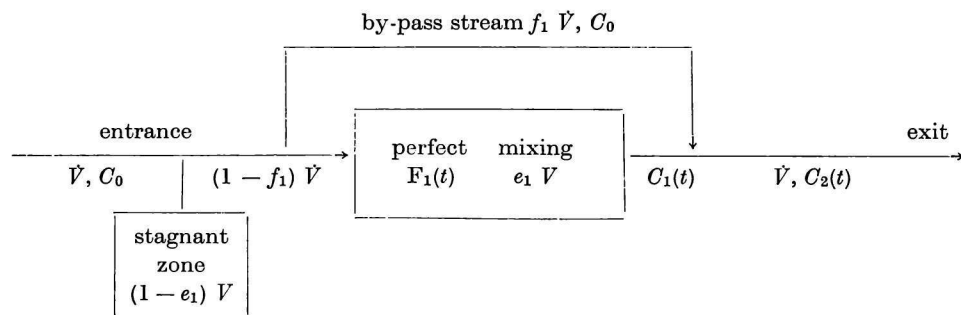 by-pass stream f₁ V̇, C₀
entrance
exit
perfect mixing
F₁(t) e₁ V
V̇, C₀
(1 — f₁) V̇
C₁(t)
V̇, C₂(t)
stagnant
zone
(1 — e₁) V